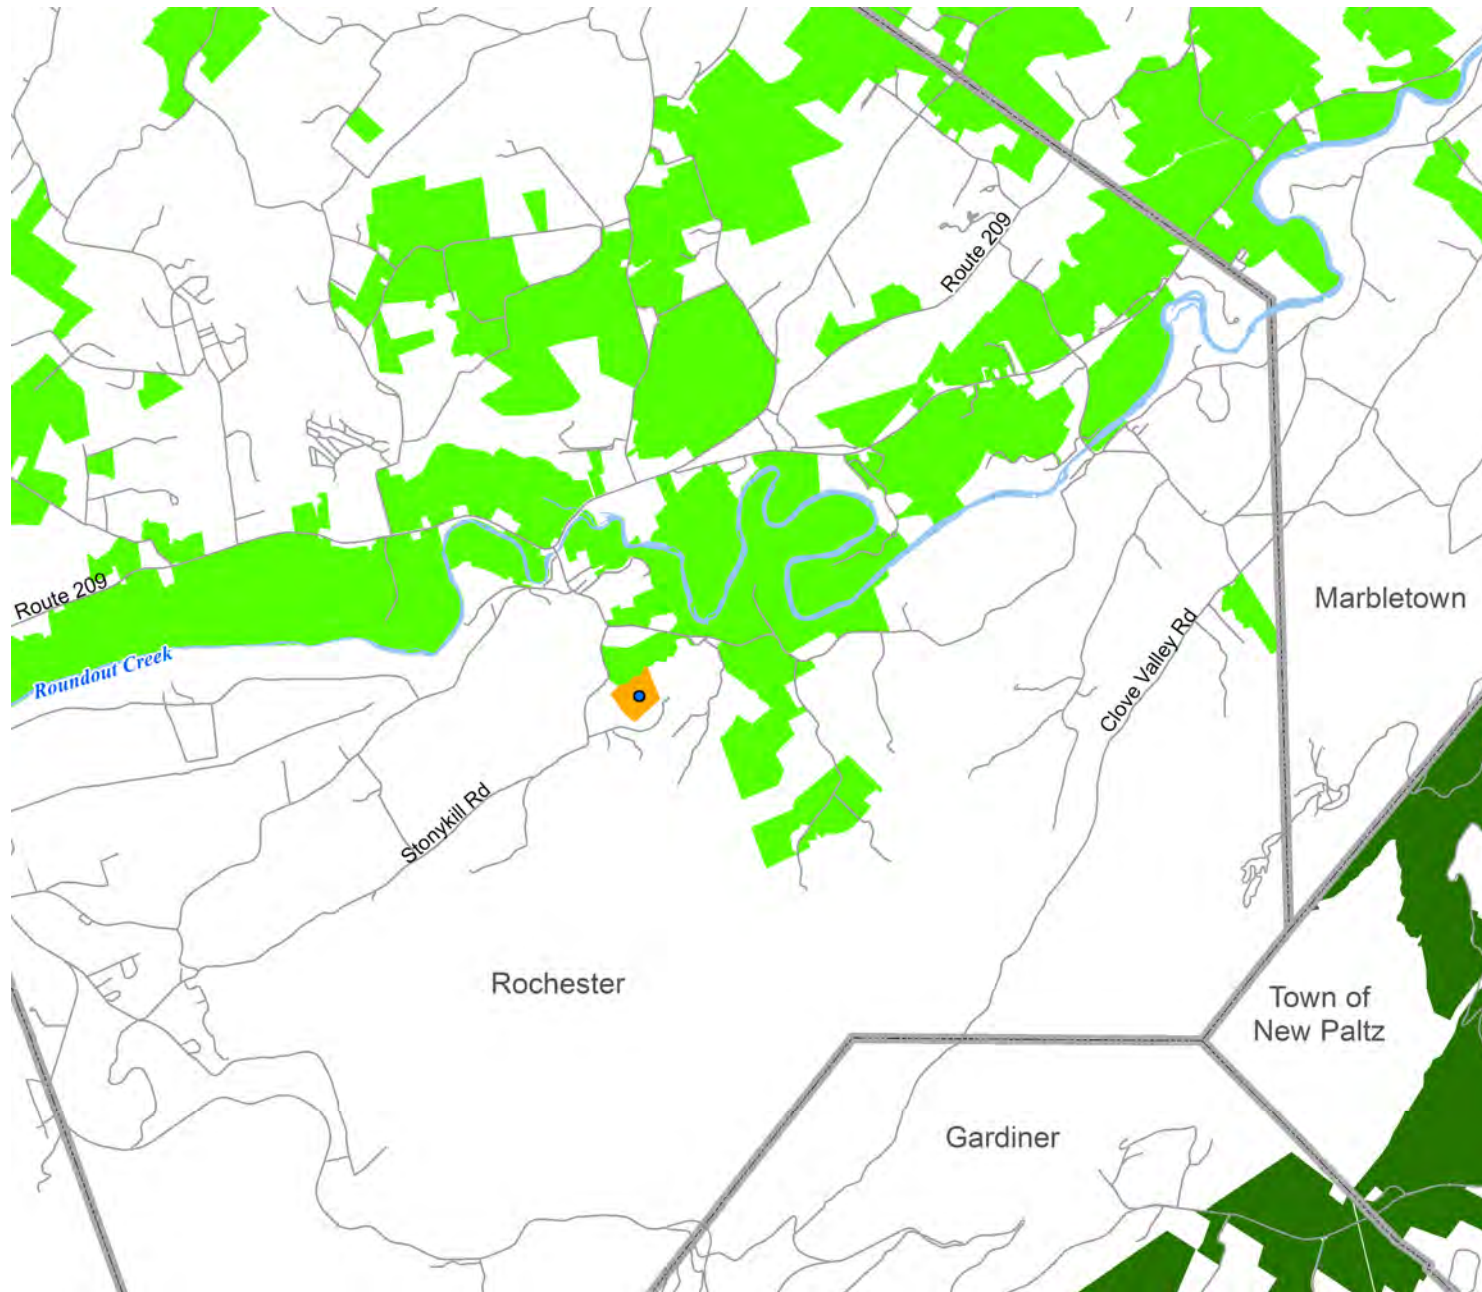 Route 209
Route 209
Marbletown
Clove Valley Rd
Roundout Creek
Stonykill Rd
Rochester
Town of
New Paltz
Gardiner